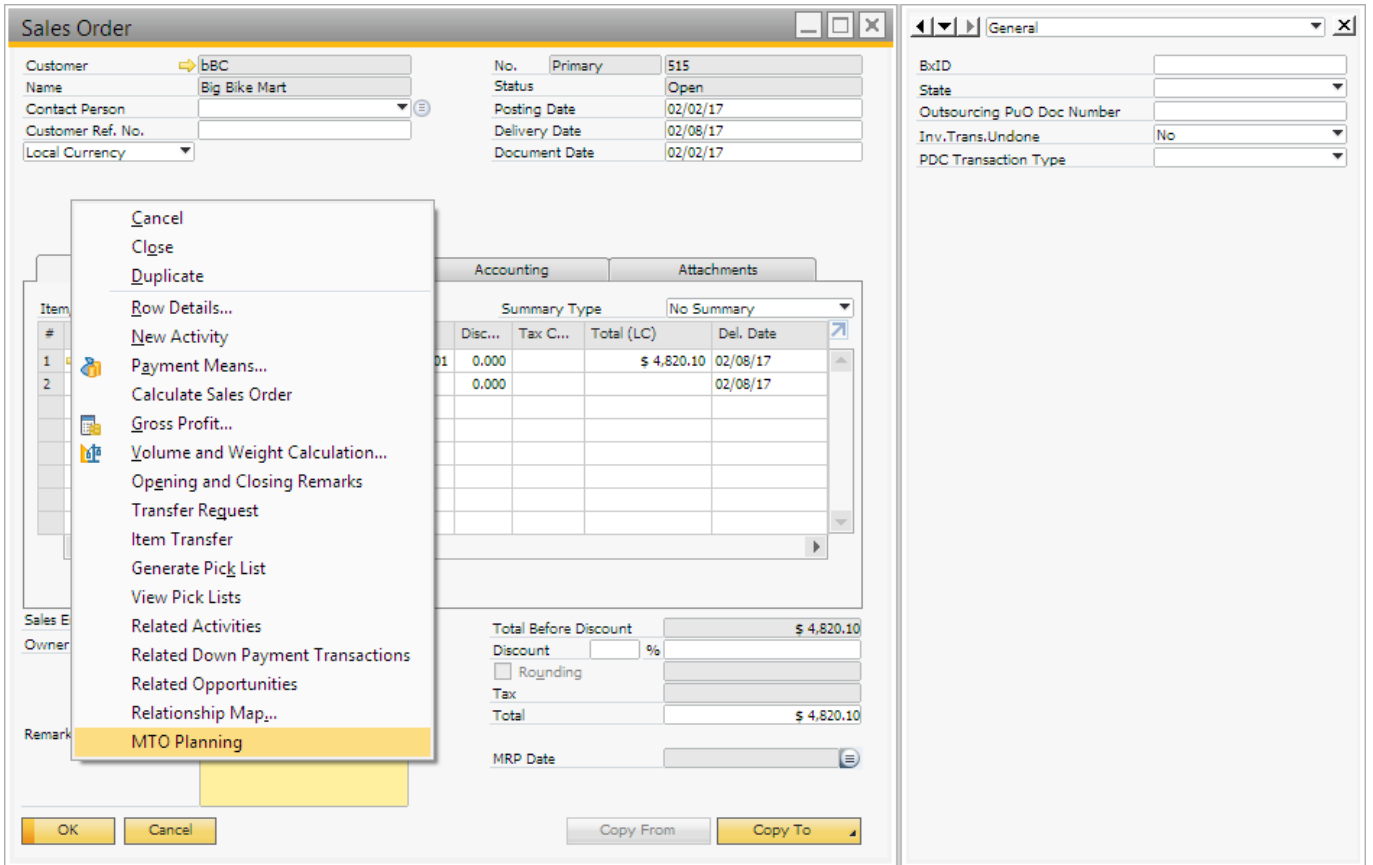 Sales Order
General
Customer bBC No. Primary 515
Name Big Bike Mart Status Open
Contact Person Posting Date 02/02/17
Customer Ref. No. Delivery Date 02/08/17
Local Currency Document Date 02/02/17
BxID
State
Outsourcing PuO Doc Number
Inv.Trans.Undone No
PDC Transaction Type
Cancel
Close
Duplicate
Row Details...
New Activity
Payment Means...
Calculate Sales Order
Gross Profit...
Volume and Weight Calculation...
Opening and Closing Remarks
Transfer Request
Item Transfer
Generate Pick List
View Pick Lists
Related Activities
Related Down Payment Transactions
Related Opportunities
Relationship Map...
MTO Planning
Accounting Attachments
Item Summary Type No Summary
# Disc... Tax C... Total (LC) Del. Date
1 01 0.000 $ 4,820.10 02/08/17
2 0.000 02/08/17
Sales E
Owner
Remark
Total Before Discount $ 4,820.10
Discount %
Rounding
Tax
Total $ 4,820.10
MRP Date
OK Cancel Copy From Copy To